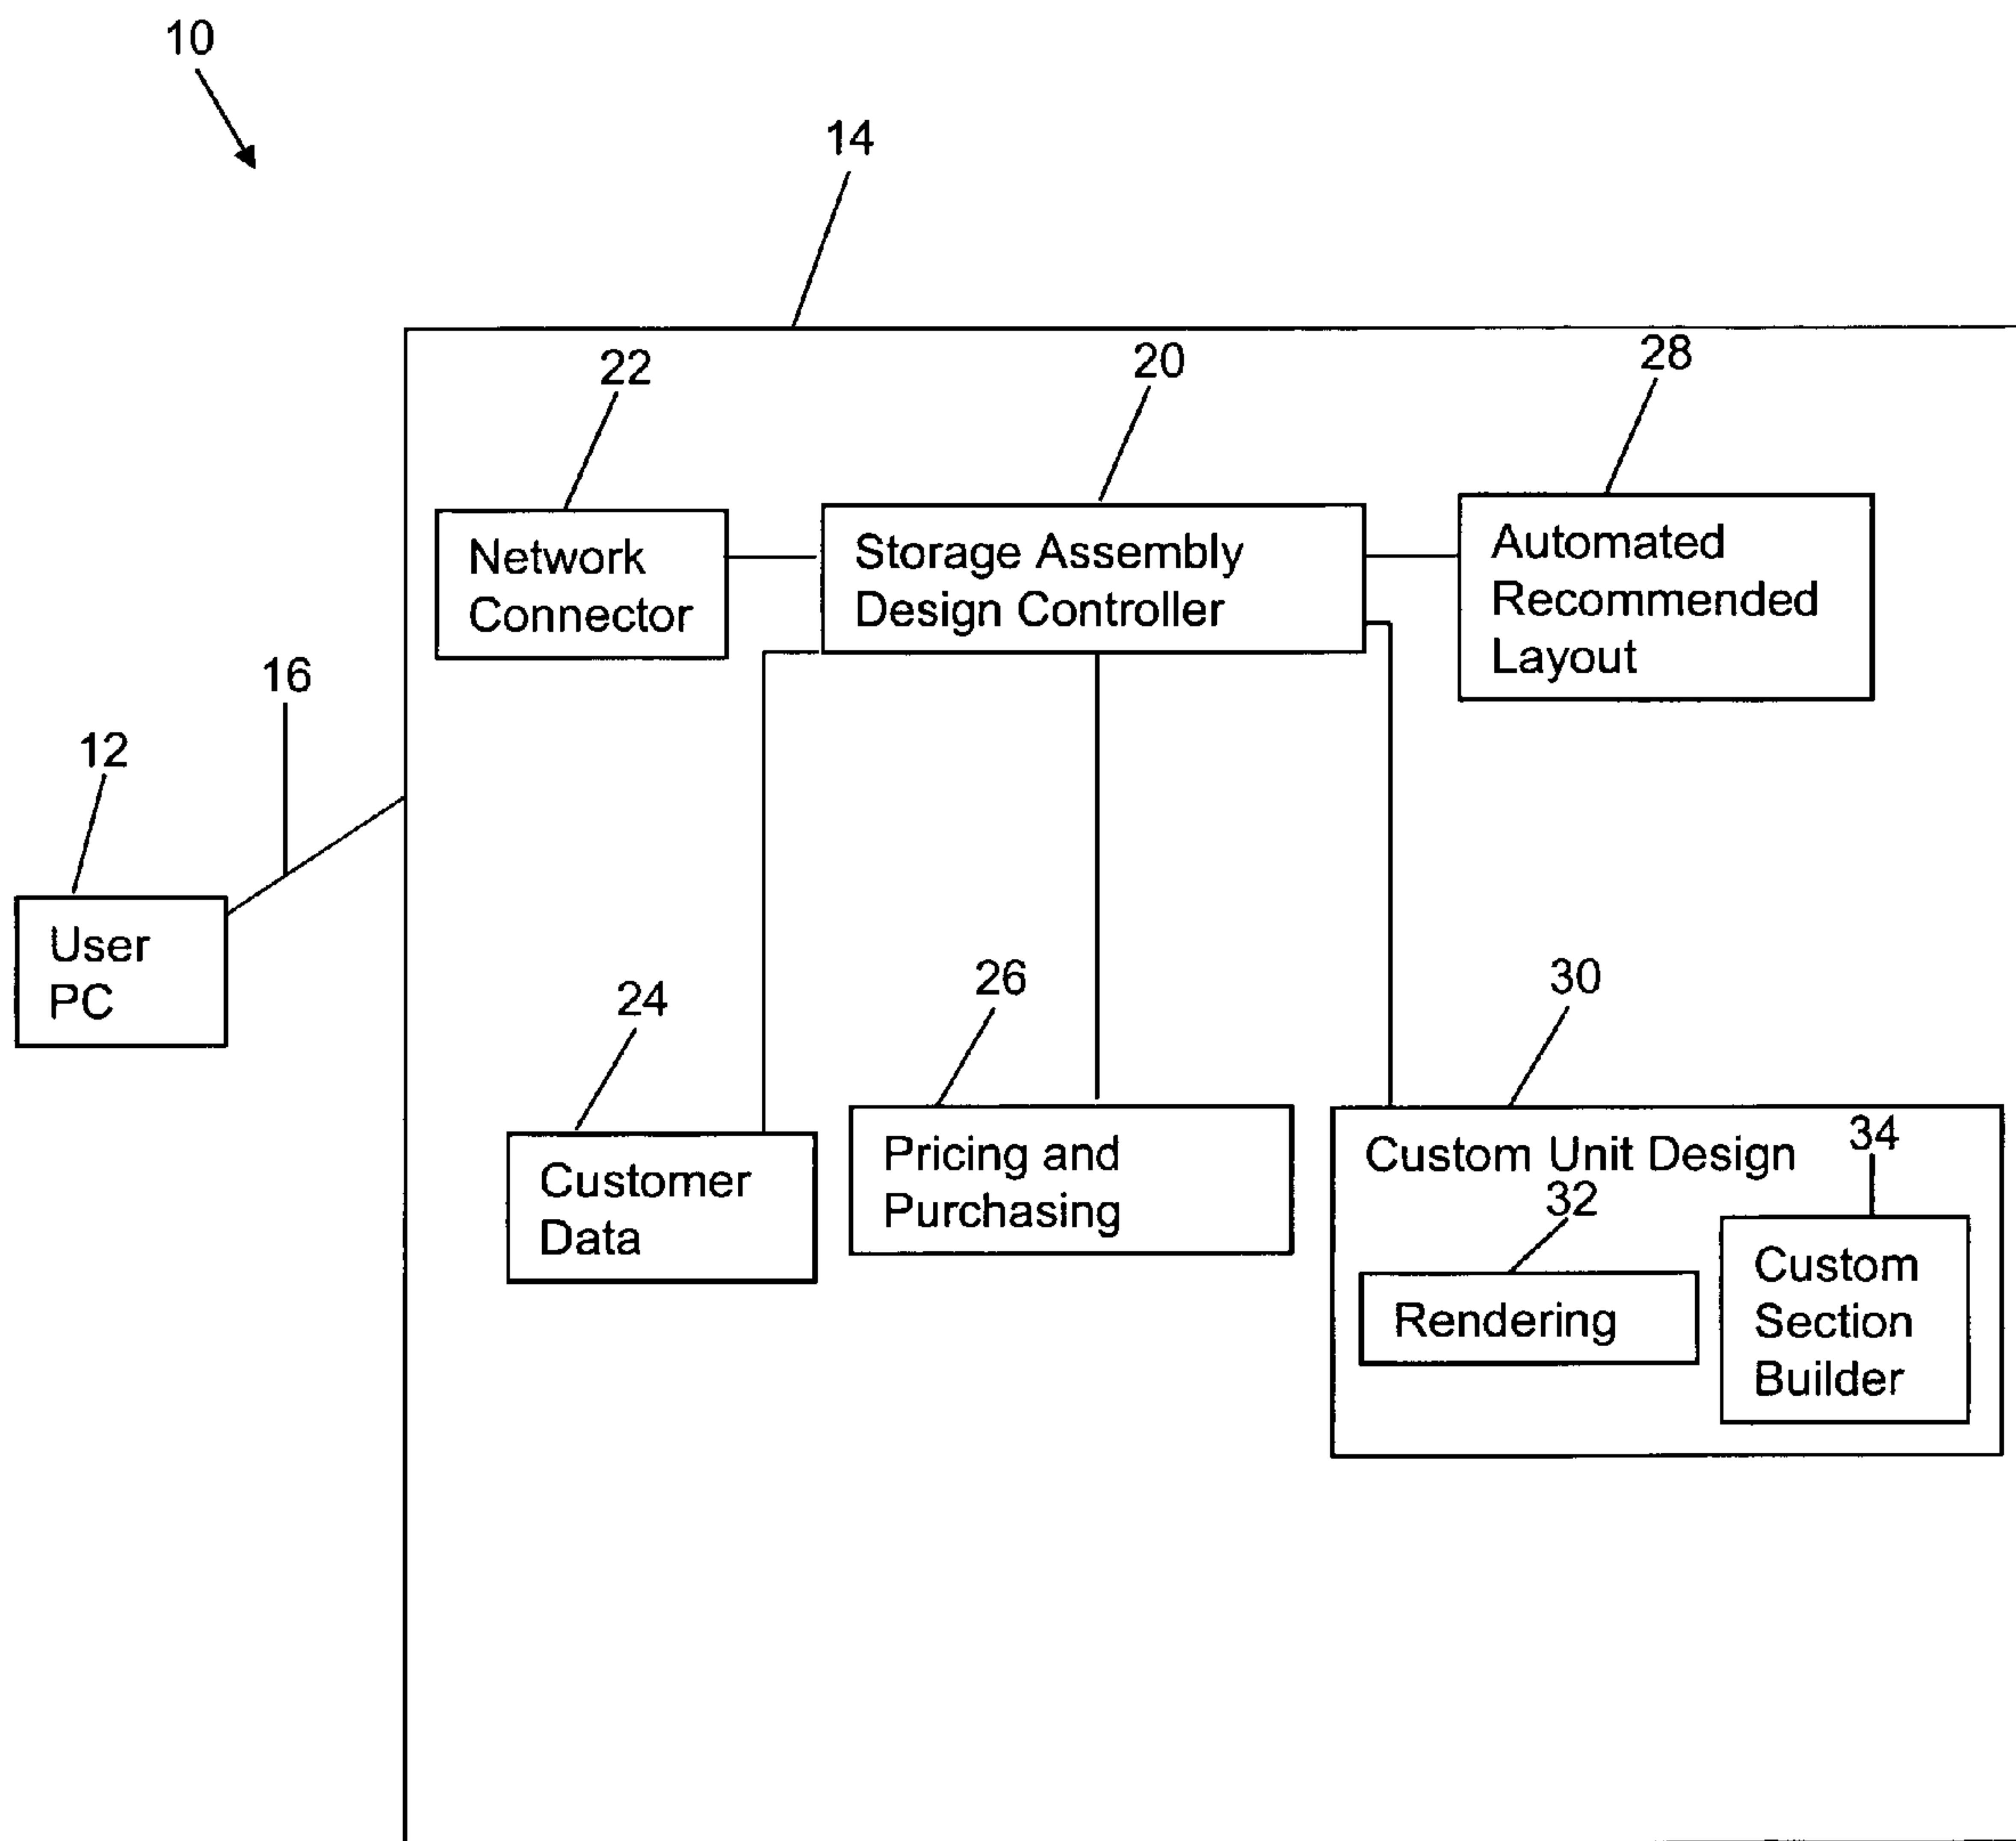 10
14
22
20
28
Network
Connector
Storage Assembly
Design Controller
Automated
Recommended
Layout
16
12
User
PC
24
26
30
Customer
Data
Pricing and
Purchasing
Custom Unit Design
34
32
Rendering
Custom
Section
Builder